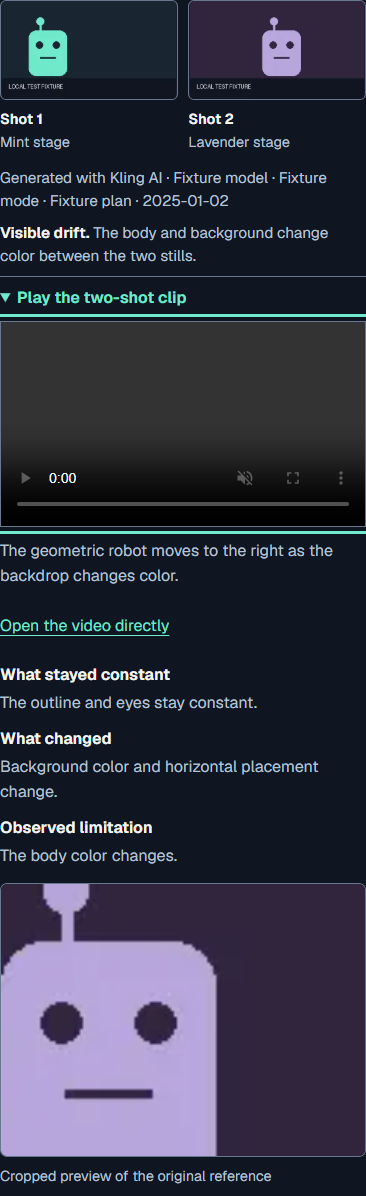 LOCAL TEST FIXTURE
LOCAL TEST FIXTURE
Shot 1
Mint stage
Shot 2
Lavender stage
Generated with Kling AI · Fixture model · Fixture
mode · Fixture plan · 2025-01-02
Visible drift. The body and background change
color between the two stills.
Play the two-shot clip
0:00
The geometric robot moves to the right as the
backdrop changes color.
Open the video directly
What stayed constant
The outline and eyes stay constant.
What changed
Background color and horizontal placement
change.
Observed limitation
The body color changes.
Cropped preview of the original reference